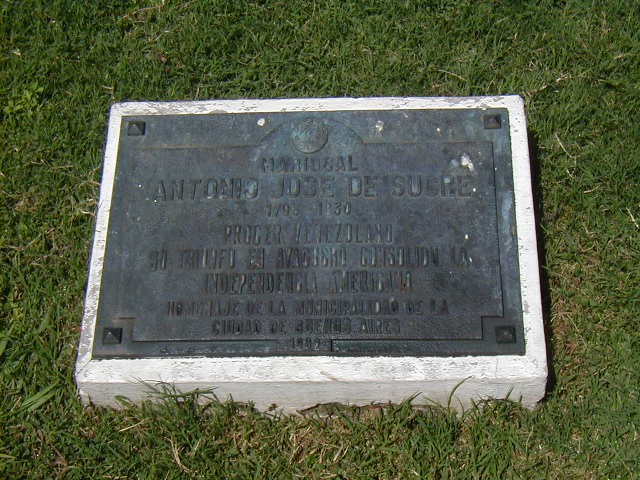 MARISCAL
ANTONIO JOSE DE SUCRE
1795 1830
PROCER VENEZOLANO
SU TRIUNFO EN AYACUCHO CONSOLIDO LA
INDEPENDENCIA AMERICANA
HOMENAJE DE LA MUNICIPALIDAD DE LA
CIUDAD DE BUENOS AIRES